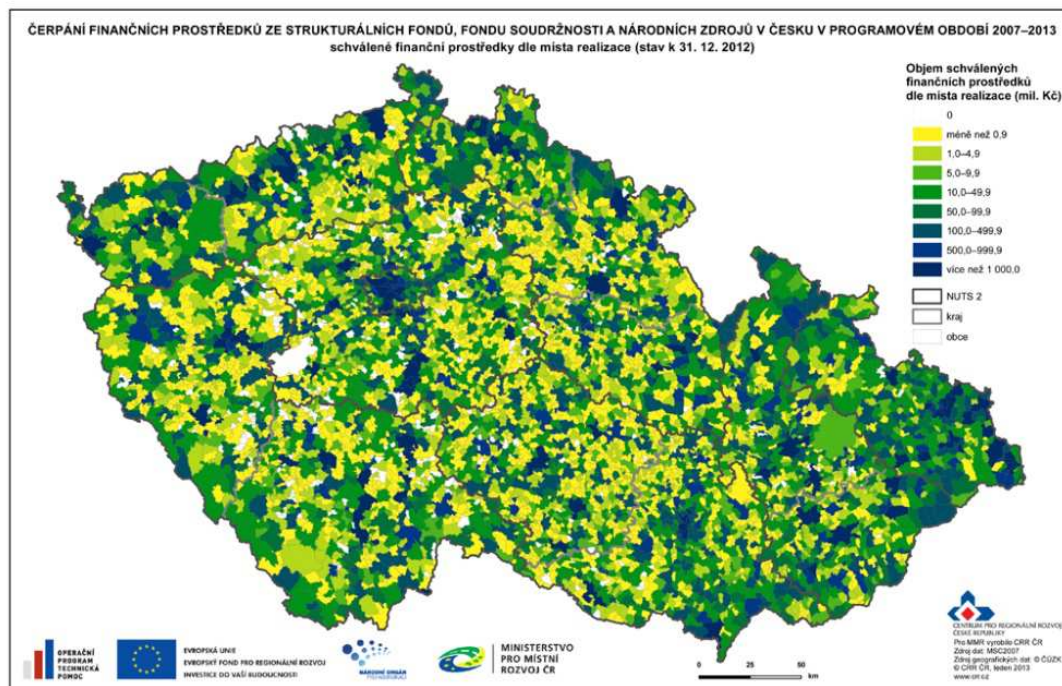 ČERPÁNÍ FINANČNÍCH PROSTŘEDKŮ ZE STRUKTURÁLNÍCH FONDŮ, FONDU SOUDRŽNOSTI A NÁRODNÍCH ZDROJŮ V ČESKU V PROGRAMOVÉM OBDOBÍ 2007–2013
schválené finanční prostředky dle místa realizace (stav k 31. 12. 2012)
Objem schválených
finančních prostředků
dle místa realizace (mil. Kč)
0
méně než 0,9
1,0–4,9
5,0–9,9
10,0–49,9
50,0–99,9
100,0–499,9
500,0–999,9
více než 1 000,0
NUTS 2
kraj
obce
OPERAČNÍ
PROGRAM
TECHNICKÁ
POMOC
EVROPSKÁ UNIE
EVROPSKÝ FOND PRO REGIONÁLNÍ ROZVOJ
INVESTICE DO VAŠÍ BUDOUCNOSTI
MINISTERSTVO
PRO MÍSTNÍ
ROZVOJ ČR
0 25 50
km
CENTRUM PRO REGIONÁLNÍ ROZVOJ
ČESKÉ REPUBLIKY
Pro MMR vyrobilo CRR ČR
Zdroj dat: MSC2007
Zdroj geografických dat: © ČÚZK
© CRR ČR, leden 2013
www.crr.cz